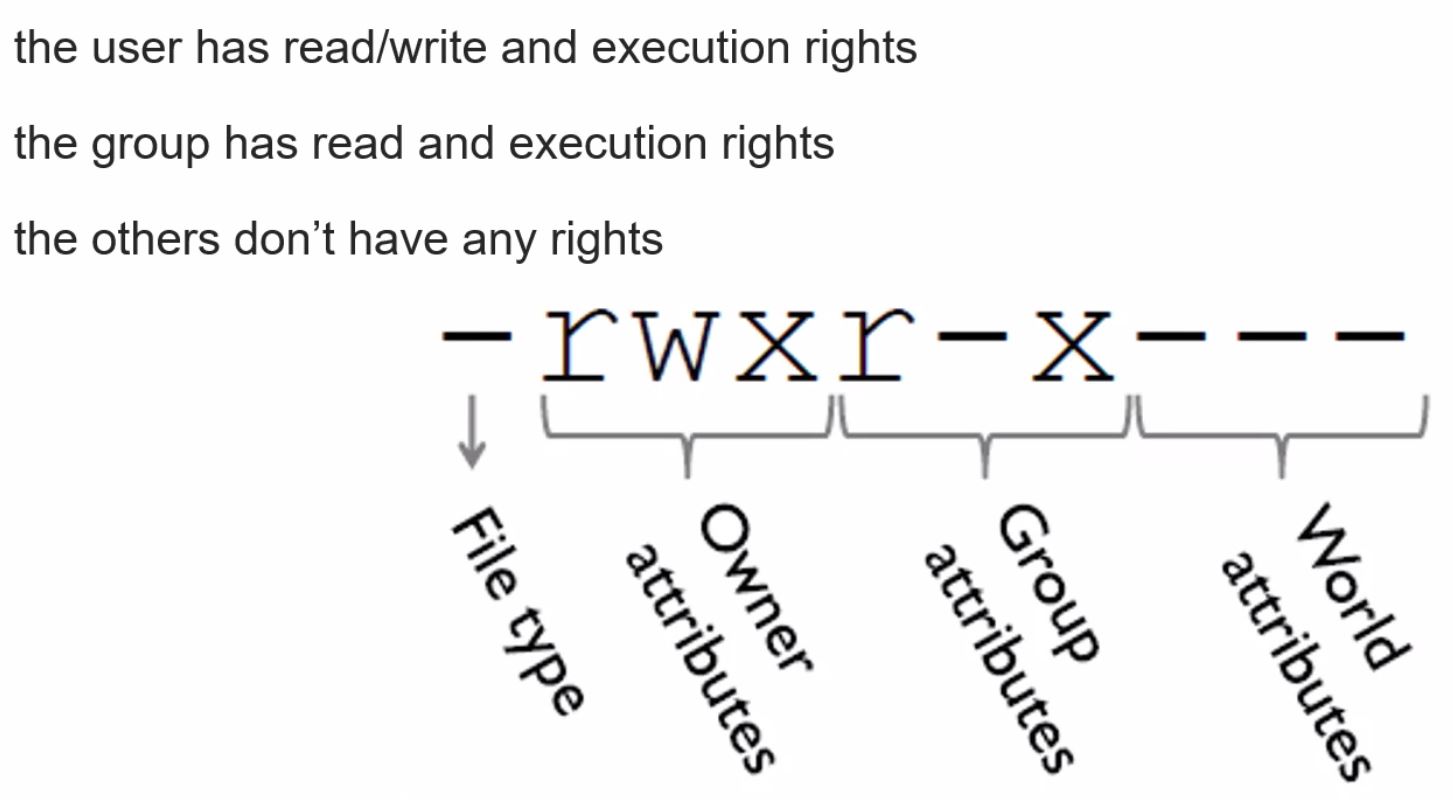 the user has read/write and execution rights
the group has read and execution rights
the others don’t have any rights
-rwxr-x---
File type
Owner
attributes
Group
attributes
World
attributes